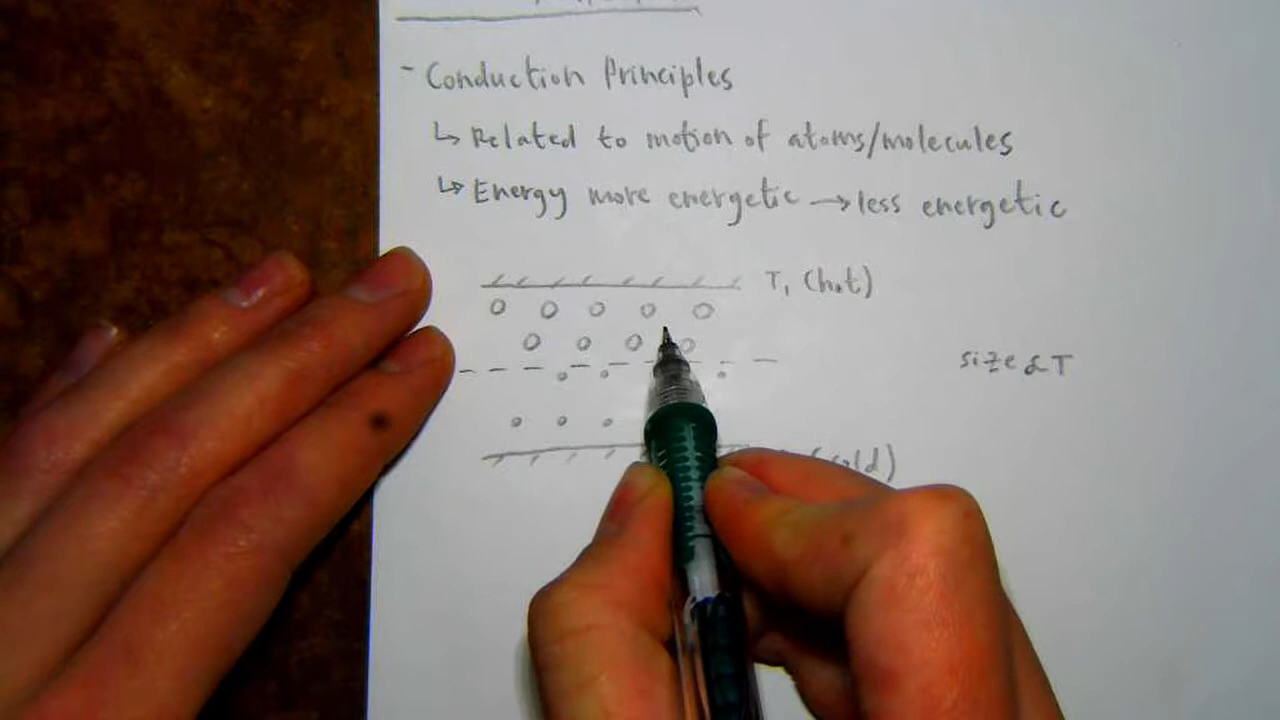 - Conduction Principles
↳ Related to motion of atoms/molecules
↳ Energy more energetic → less energetic
T₁ (hot)
size α T